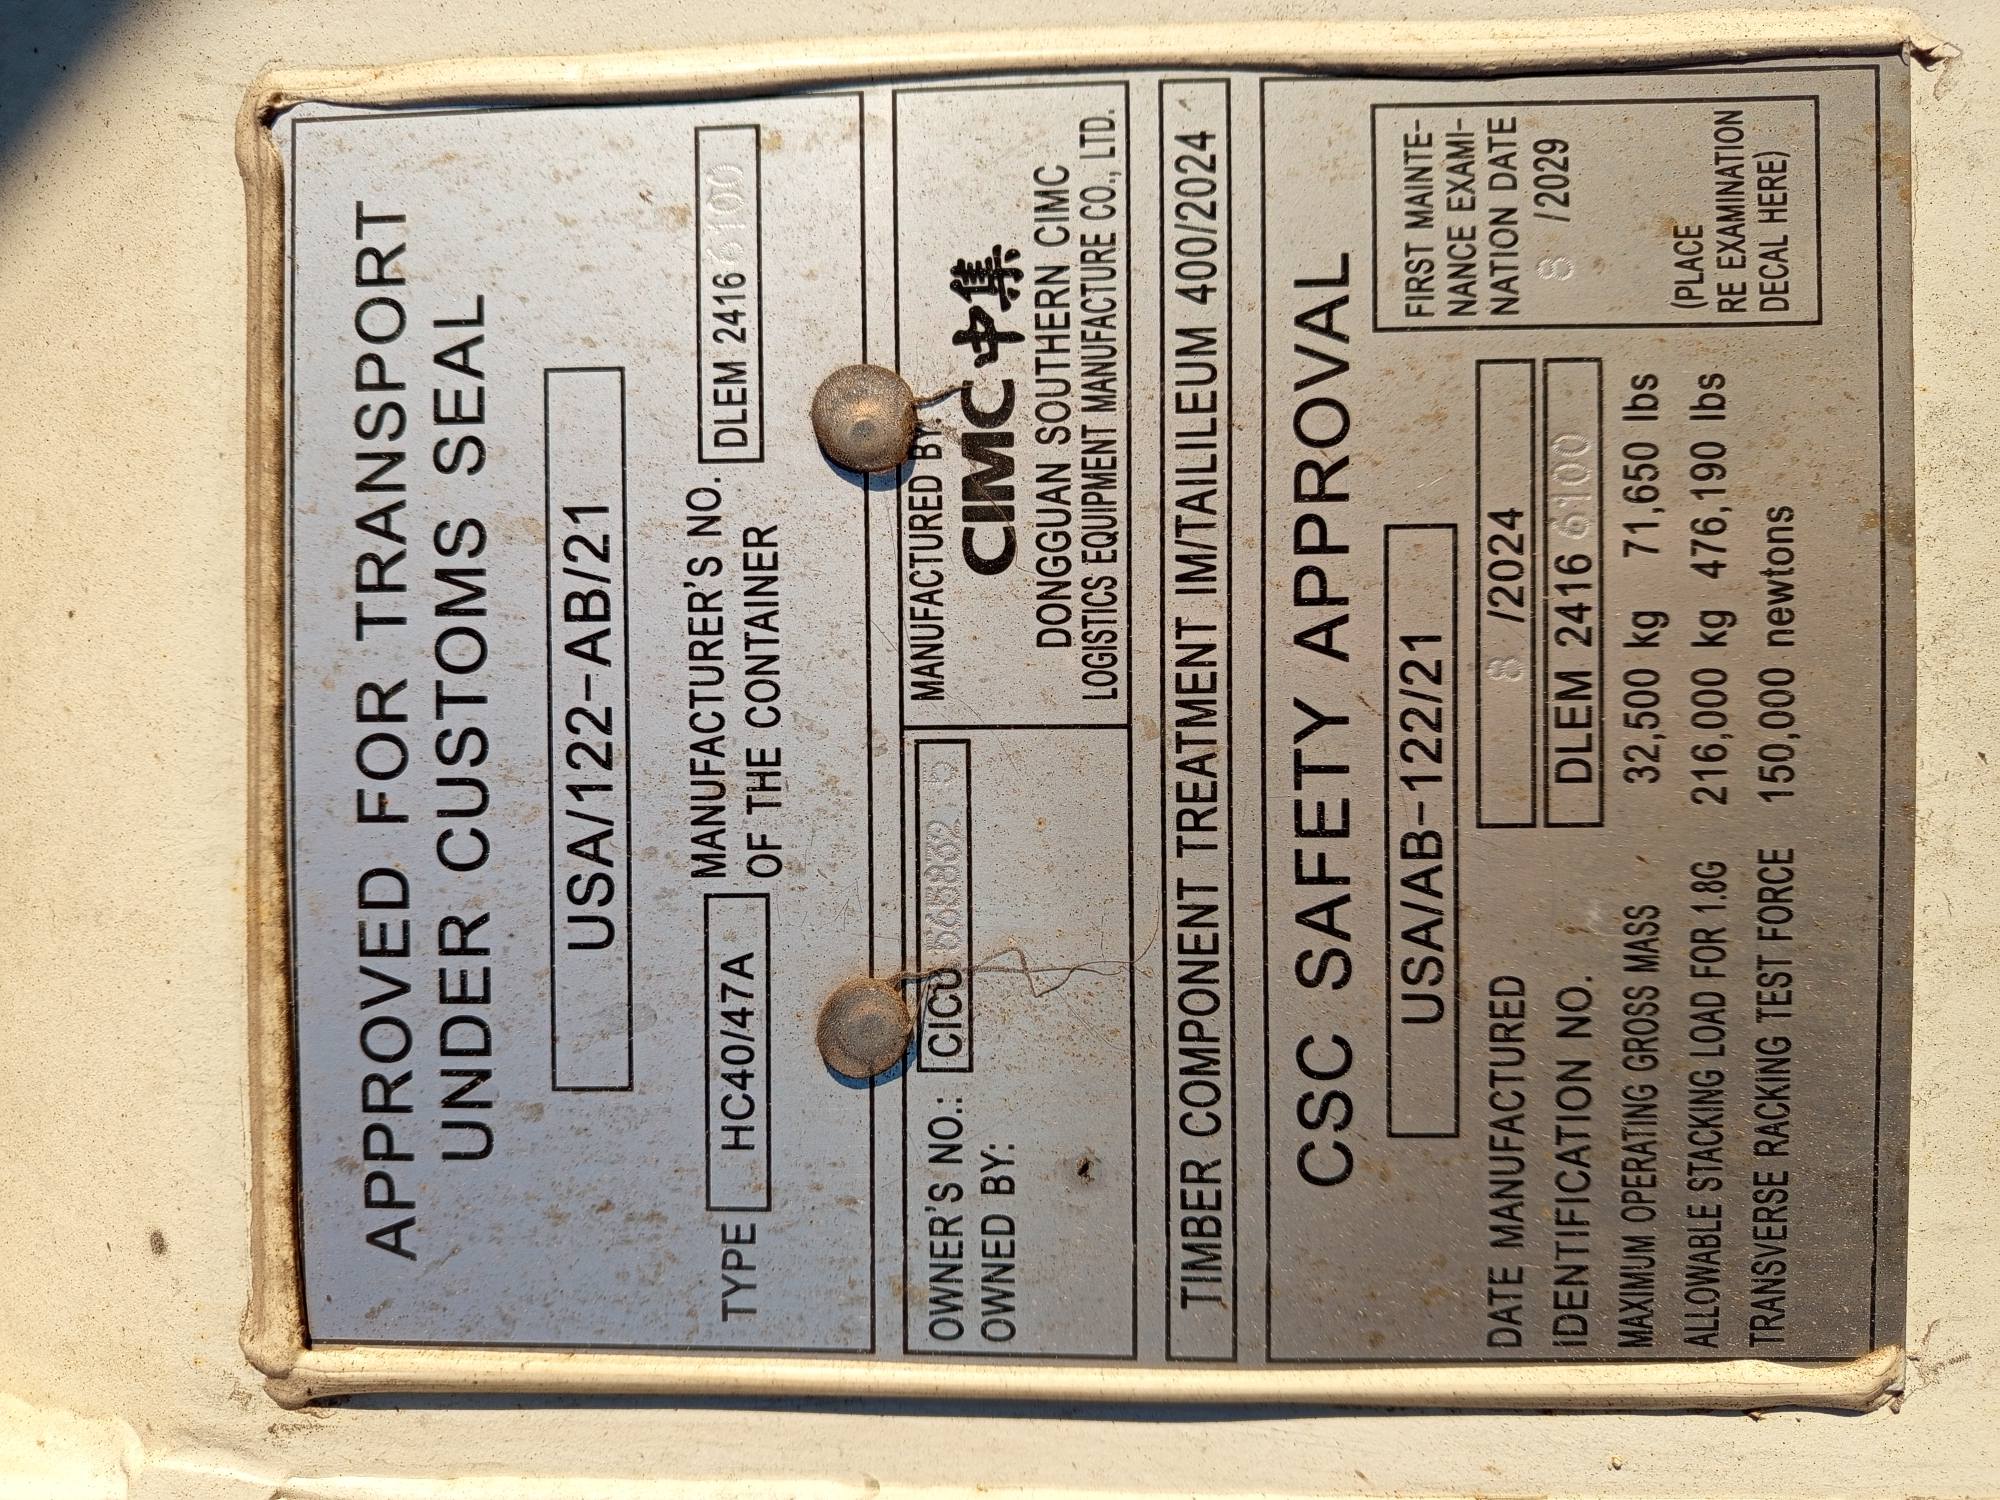 APPROVED FOR TRANSPORT
UNDER CUSTOMS SEAL
USA/122-AB/21
TYPE HC40/47A MANUFACTURER'S NO. OF THE CONTAINER DLEM 2416 6100
OWNER'S NO.: CICU 565862 5
OWNED BY:
MANUFACTURED BY:
CIMC 中集
DONGGUAN SOUTHERN CIMC
LOGISTICS EQUIPMENT MANUFACTURE CO., LTD.
TIMBER COMPONENT TREATMENT IM/TAILILEUM 400/2024
CSC SAFETY APPROVAL
USA/AB-122/21
DATE MANUFACTURED 8 /2024
IDENTIFICATION NO. DLEM 2416 6100
MAXIMUM OPERATING GROSS MASS 32,500 kg 71,650 lbs
ALLOWABLE STACKING LOAD FOR 1.8G 216,000 kg 476,190 lbs
TRANSVERSE RACKING TEST FORCE 150,000 newtons
FIRST MAINTE-
NANCE EXAMI-
NATION DATE
8 /2029
(PLACE
RE EXAMINATION
DECAL HERE)